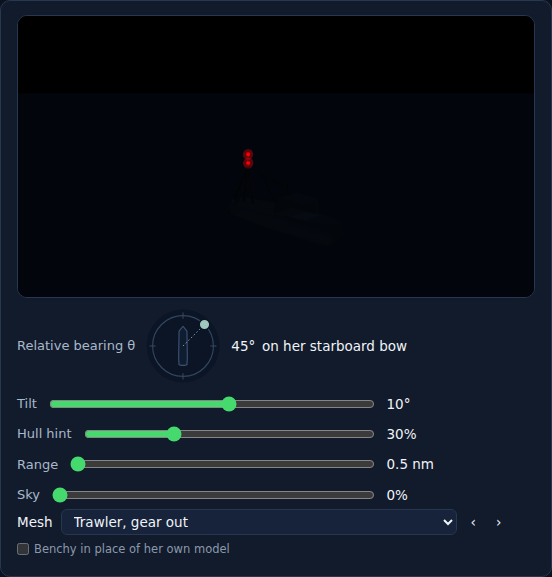 Relative bearing θ 45° on her starboard bow
Tilt 10°
Hull hint 30%
Range 0.5 nm
Sky 0%
Mesh Trawler, gear out ‹ ›
Benchy in place of her own model